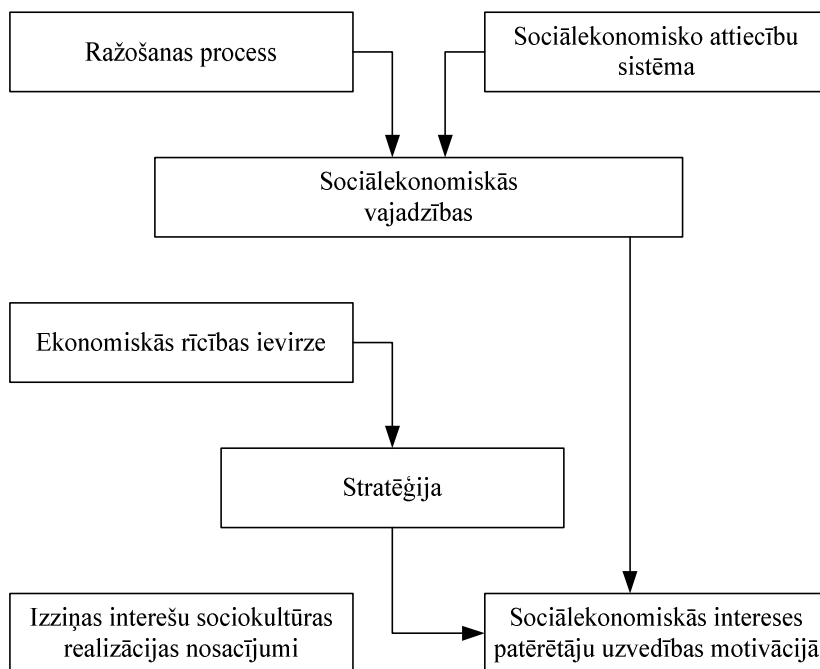 Ražošanas process
Sociālekonomisko attiecību
sistēma
Sociālekonomiskās
vajadzības
Ekonomiskās rīcības ievirze
Stratēģija
Izziņas interešu sociokultūras
realizācijas nosacījumi
Sociālekonomiskās intereses
patērētāju uzvedības motivācijā